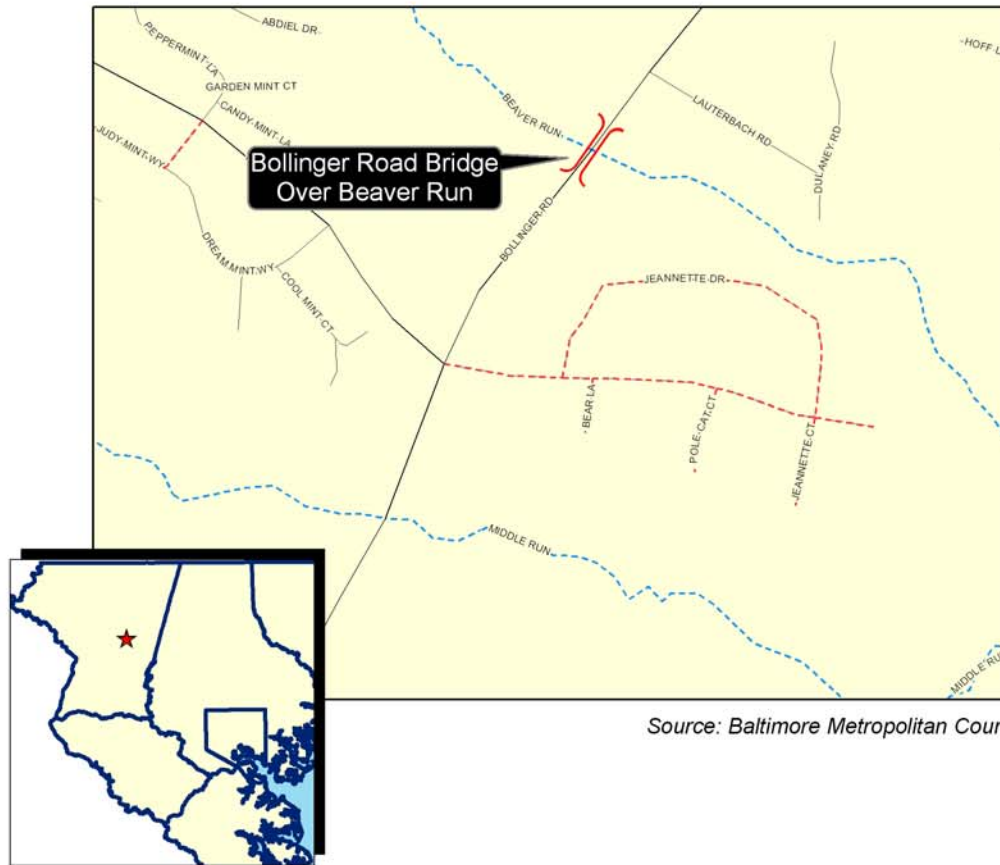 ABDIEL DR
PEPPERMINT LA
GARDEN MINT CT
CANDY MINT LA
JUDY MINT WY
DREAM MINT WY
COOL MINT CT
BEAVER RUN
Bollinger Road Bridge
Over Beaver Run
BOLLINGER RD
LAUTERBACH RD
DULANEY RD
HOFF
JEANNETTE DR
BEAR LA
POLE CAT CT
JEANNETTE CT
MIDDLE RUN
MIDDLE RU
Source: Baltimore Metropolitan Coun